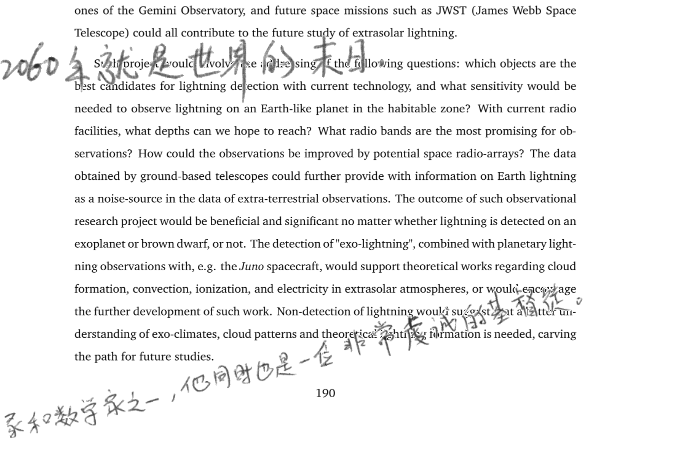 ones of the Gemini Observatory, and future space missions such as JWST (James Webb Space
Telescope) could all contribute to the future study of extrasolar lightning.
2060年就是世界的末日
Such project would involve the addressing of the following questions: which objects are the
best candidates for lightning detection with current technology, and what sensitivity would be
needed to observe lightning on an Earth-like planet in the habitable zone? With current radio
facilities, what depths can we hope to reach? What radio bands are the most promising for ob-
servations? How could the observations be improved by potential space radio-arrays? The data
obtained by ground-based telescopes could further provide with information on Earth lightning
as a noise-source in the data of extra-terrestrial observations. The outcome of such observational
research project would be beneficial and significant no matter whether lightning is detected on an
exoplanet or brown dwarf, or not. The detection of "exo-lightning", combined with planetary light-
ning observations with, e.g. the Juno spacecraft, would support theoretical works regarding cloud
formation, convection, ionization, and electricity in extrasolar atmospheres, or would encourage
the further development of such work. Non-detection of lightning would suggest that a better un-
derstanding of exo-climates, cloud patterns and theoretical lightning formation is needed, carving
the path for future studies.
家和数学家之一，他同时也是一位非常虔诚的基督徒。
190